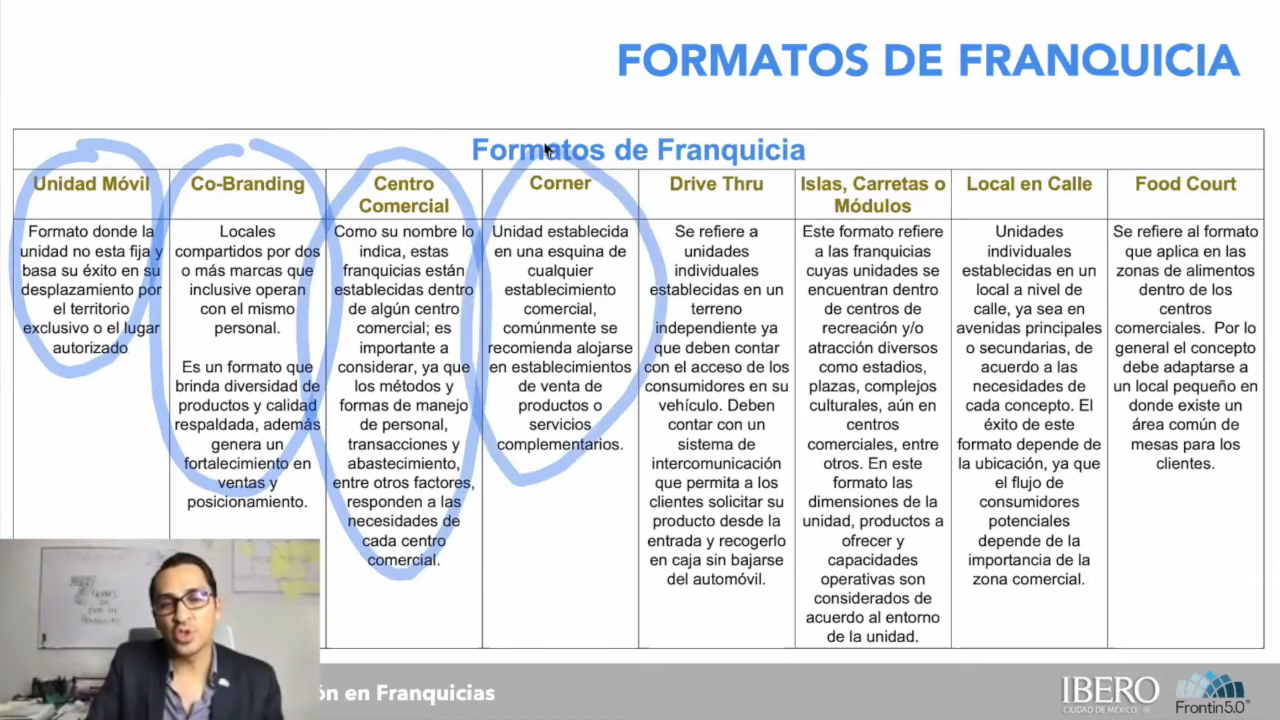 FORMATOS DE FRANQUICIA
Formatos de Franquicia
Unidad Móvil
Formato donde la
unidad no esta fija y
basa su éxito en su
desplazamiento por
el territorio
exclusivo o el lugar
autorizado
Co-Branding
Locales
compartidos por dos
o más marcas que
inclusive operan
con el mismo
personal.
Es un formato que
brinda diversidad de
productos y calidad
respaldada, además
genera un
fortalecimiento en
ventas y
posicionamiento.
Centro
Comercial
Como su nombre lo
indica, estas
franquicias están
establecidas dentro
de algún centro
comercial; es
importante a
considerar, ya que
los métodos y
formas de manejo
de personal,
transacciones y
abastecimiento,
entre otros factores,
responden a las
necesidades de
cada centro
comercial.
Corner
Unidad establecida
en una esquina de
cualquier
establecimiento
comercial,
comúnmente se
recomienda alojarse
en establecimientos
de venta de
productos o
servicios
complementarios.
Drive Thru
Se refiere a
unidades
individuales
establecidas en un
terreno
independiente ya
que deben contar
con el acceso de los
consumidores en su
vehículo. Deben
contar con un
sistema de
intercomunicación
que permita a los
clientes solicitar su
producto desde la
entrada y recogerlo
en caja sin bajarse
del automóvil.
Islas, Carretas o
Módulos
Este formato refiere
a las franquicias
cuyas unidades se
encuentran dentro
de centros de
recreación y/o
atracción diversos
como estadios,
plazas, complejos
culturales, aún en
centros
comerciales, entre
otros. En este
formato las
dimensiones de la
unidad, productos a
ofrecer y
capacidades
operativas son
considerados de
acuerdo al entorno
de la unidad.
Local en Calle
Unidades
individuales
establecidas en un
local a nivel de
calle, ya sea en
avenidas principales
o secundarias, de
acuerdo a las
necesidades de
cada concepto. El
éxito de este
formato depende de
la ubicación, ya que
el flujo de
consumidores
potenciales
depende de la
importancia de la
zona comercial.
Food Court
Se refiere al formato
que aplica en las
zonas de alimentos
dentro de los
centros
comerciales. Por lo
general el concepto
debe adaptarse a
un local pequeño en
donde existe un
área común de
mesas para los
clientes.
ón en Franquicias
IBERO
CIUDAD DE MÉXICO
Frontin5.0